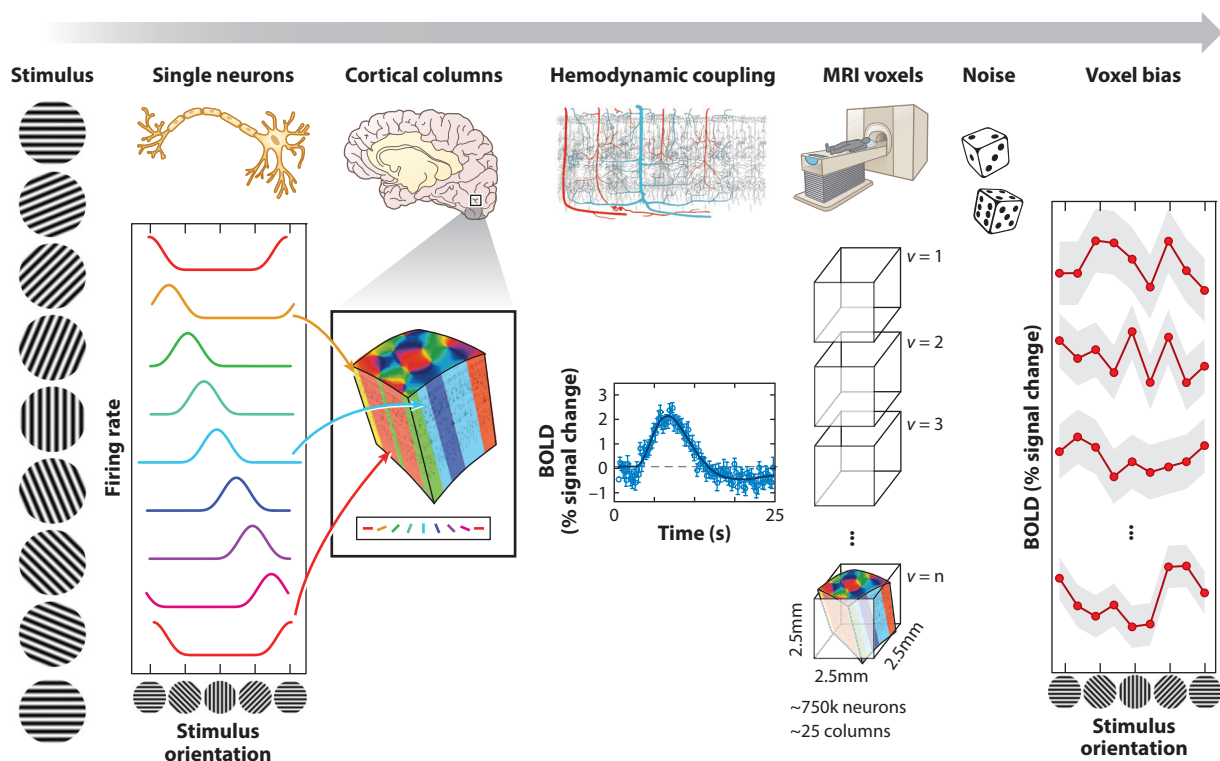 Stimulus
Single neurons
Cortical columns
Hemodynamic coupling
MRI voxels
Noise
Voxel bias
Firing rate
Stimulus
orientation
BOLD
(% signal change)
3
2
1
0
−1
0
25
Time (s)
v = 1
v = 2
v = 3
...
v = n
2.5mm
2.5mm
2.5mm
~750k neurons
~25 columns
BOLD (% signal change)
...
Stimulus
orientation